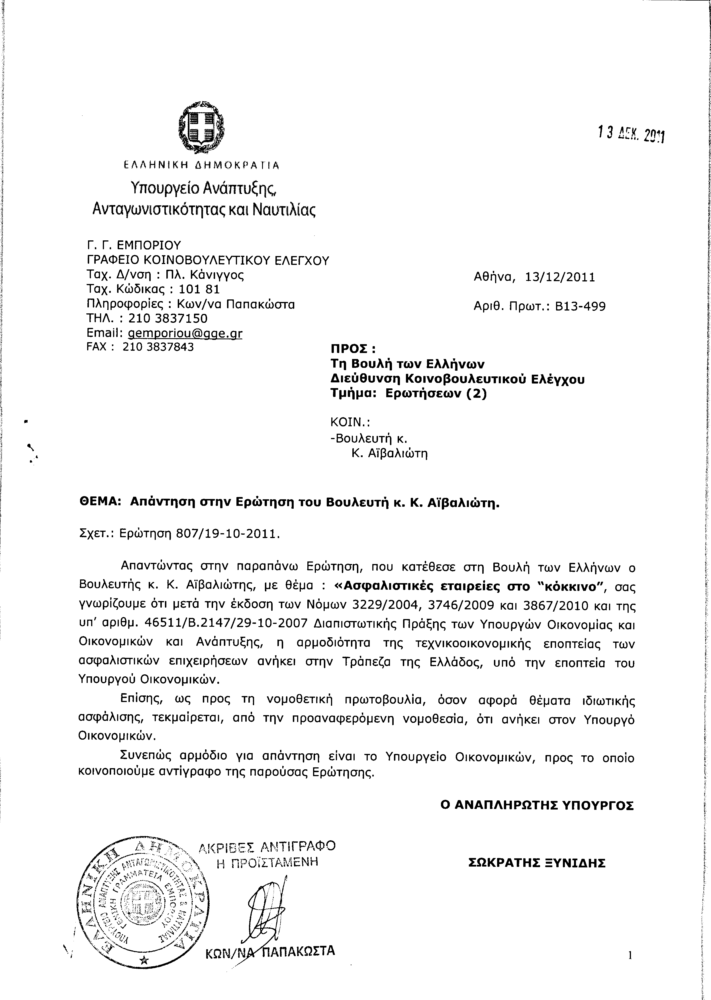 13 ΔΕΚ. 2011
ΕΛΛΗΝΙΚΗ ΔΗΜΟΚΡΑΤΙΑ
Υπουργείο Ανάπτυξης,
Ανταγωνιστικότητας και Ναυτιλίας
Γ. Γ. ΕΜΠΟΡΙΟΥ
ΓΡΑΦΕΙΟ ΚΟΙΝΟΒΟΥΛΕΥΤΙΚΟΥ ΕΛΕΓΧΟΥ
Ταχ. Δ/νση : Πλ. Κάνιγγος
Ταχ. Κώδικας : 101 81
Πληροφορίες : Κων/να Παπακώστα
ΤΗΛ. : 210 3837150
Email: gemporiou@gge.gr
FAX : 210 3837843
Αθήνα, 13/12/2011
Αριθ. Πρωτ.: Β13-499
ΠΡΟΣ :
Τη Βουλή των Ελλήνων
Διεύθυνση Κοινοβουλευτικού Ελέγχου
Τμήμα: Ερωτήσεων (2)
ΚΟΙΝ.:
-Βουλευτή κ.
Κ. Αϊβαλιώτη
ΘΕΜΑ: Απάντηση στην Ερώτηση του Βουλευτή κ. Κ. Αϊβαλιώτη.
Σχετ.: Ερώτηση 807/19-10-2011.
Απαντώντας στην παραπάνω Ερώτηση, που κατέθεσε στη Βουλή των Ελλήνων ο
Βουλευτής κ. Κ. Αϊβαλιώτης, με θέμα : «Ασφαλιστικές εταιρείες στο "κόκκινο", σας
γνωρίζουμε ότι μετά την έκδοση των Νόμων 3229/2004, 3746/2009 και 3867/2010 και της
υπ' αριθμ. 46511/Β.2147/29-10-2007 Διαπιστωτικής Πράξης των Υπουργών Οικονομίας και
Οικονομικών και Ανάπτυξης, η αρμοδιότητα της τεχνικοοικονομικής εποπτείας των
ασφαλιστικών επιχειρήσεων ανήκει στην Τράπεζα της Ελλάδος, υπό την εποπτεία του
Υπουργού Οικονομικών.
Επίσης, ως προς τη νομοθετική πρωτοβουλία, όσον αφορά θέματα ιδιωτικής
ασφάλισης, τεκμαίρεται, από την προαναφερόμενη νομοθεσία, ότι ανήκει στον Υπουργό
Οικονομικών.
Συνεπώς αρμόδιο για απάντηση είναι το Υπουργείο Οικονομικών, προς το οποίο
κοινοποιούμε αντίγραφο της παρούσας Ερώτησης.
Ο ΑΝΑΠΛΗΡΩΤΗΣ ΥΠΟΥΡΓΟΣ
ΣΩΚΡΑΤΗΣ ΞΥΝΙΔΗΣ
ΑΚΡΙΒΕΣ ΑΝΤΙΓΡΑΦΟ
Η ΠΡΟΪΣΤΑΜΕΝΗ
ΚΩΝ/ΝΑ ΠΑΠΑΚΩΣΤΑ
ΕΛΛΗΝΙΚΗ ΔΗΜΟΚΡΑΤΙΑ
ΥΠΟΥΡΓΕΙΟ ΑΝΑΠΤΥΞΗΣ ΑΝΤΑΓΩΝΙΣΤΙΚΟΤΗΤΑΣ & ΝΑΥΤΙΛΙΑΣ
ΓΕΝΙΚΗ ΓΡΑΜΜΑΤΕΙΑ ΕΜΠΟΡΙΟΥ
1